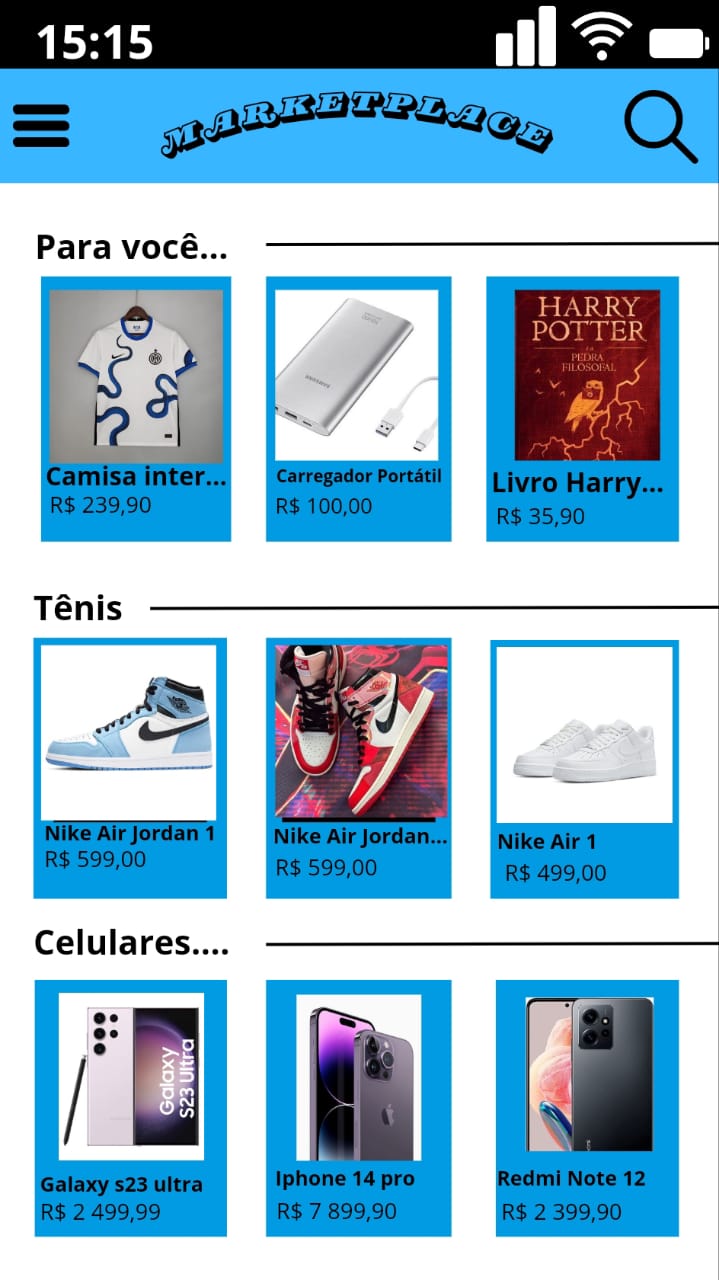 15:15
MARKETPLACE
Para você...
HARRY
POTTER
e a
PEDRA
FILOSOFAL
SAMSUNG
Camisa inter...
R$ 239,90
Carregador Portátil
R$ 100,00
Livro Harry...
R$ 35,90
Tênis
Nike Air Jordan 1
R$ 599,00
Nike Air Jordan...
R$ 599,00
Nike Air 1
R$ 499,00
Celulares....
Galaxy
S23 Ultra
Galaxy s23 ultra
R$ 2 499,99
Iphone 14 pro
R$ 7 899,90
Redmi Note 12
R$ 2 399,90